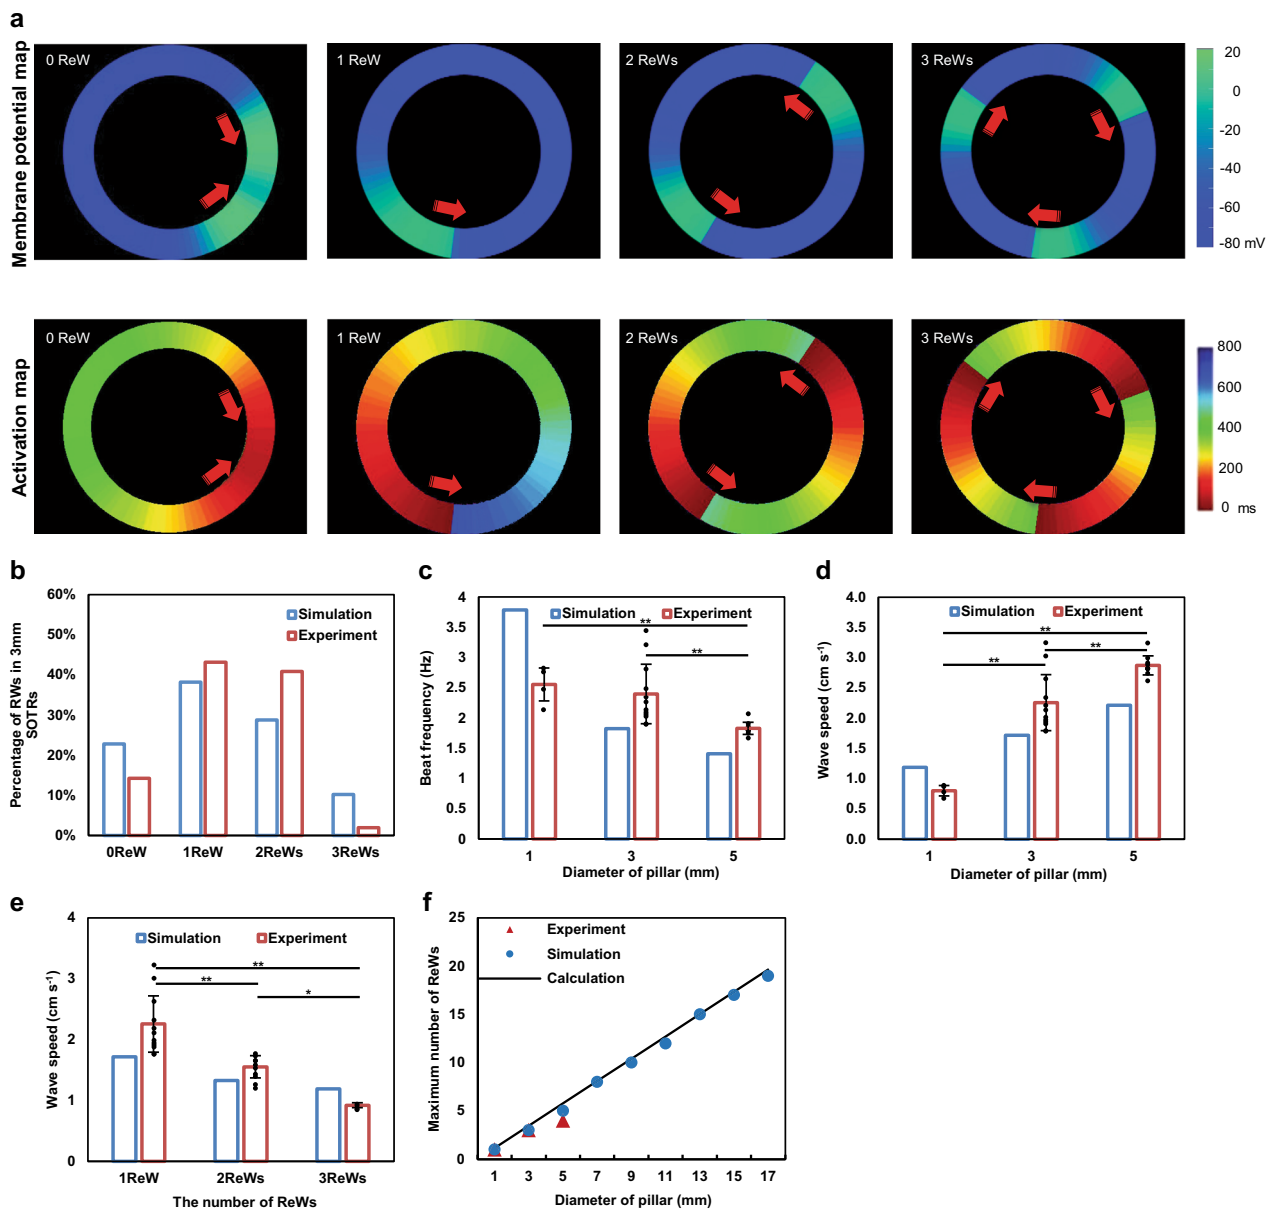 a
Membrane potential map
0 ReW
1 ReW
2 ReWs
3 ReWs
20
0
-20
-40
-60
-80 mV
Activation map
0 ReW
1 ReW
2 ReWs
3 ReWs
800
600
400
200
0 ms
b
Percentage of RWs in 3mm
SOTRs
60%
50%
40%
30%
20%
10%
0%
Simulation
Experiment
0ReW
1ReW
2ReWs
3ReWs
c
Beat frequency (Hz)
4
3.5
3
2.5
2
1.5
1
0.5
0
Simulation
Experiment
**
**
1
3
5
Diameter of pillar (mm)
d
Wave speed (cm s-1)
4.0
3.5
3.0
2.5
2.0
1.5
1.0
0.5
0.0
Simulation
Experiment
**
**
**
1
3
5
Diameter of pillar (mm)
e
Wave speed (cm s-1)
4
3
2
1
0
Simulation
Experiment
**
**
*
1ReW
2ReWs
3ReWs
The number of ReWs
f
Maximum number of ReWs
25
20
15
10
5
0
Experiment
Simulation
Calculation
1
3
5
7
9
11
13
15
17
Diameter of pillar (mm)